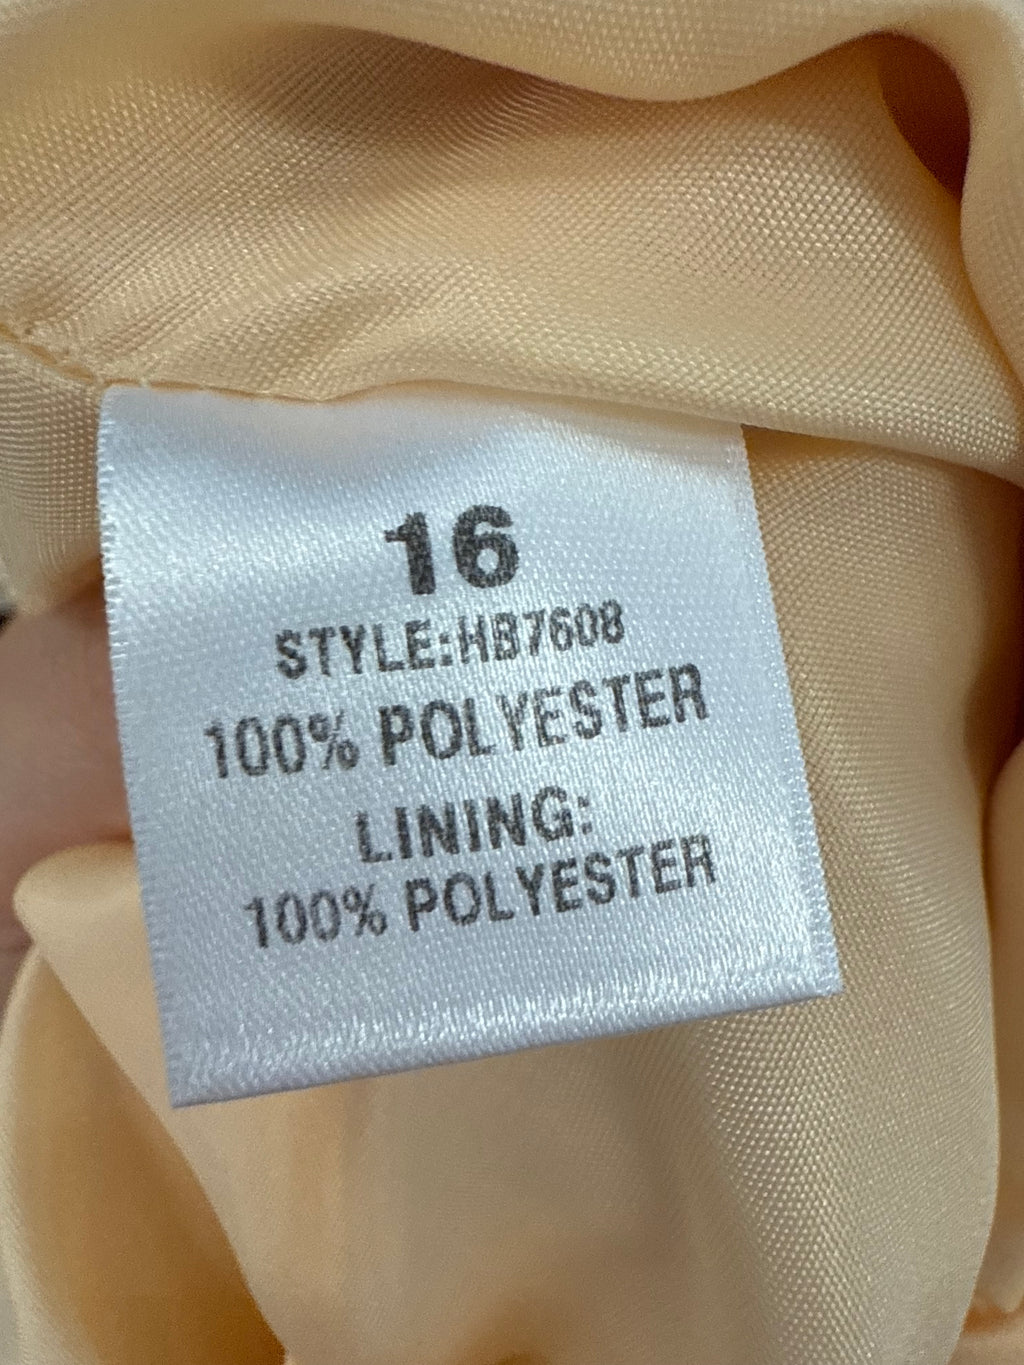 16
STYLE:HB7608
100% POLYESTER
LINING:
100% POLYESTER